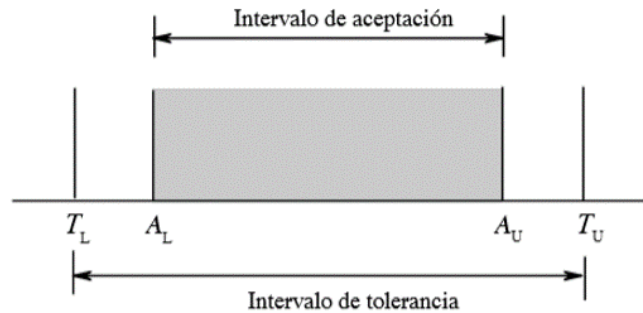 Intervalo de aceptación
T_L A_L A_U T_U
Intervalo de tolerancia